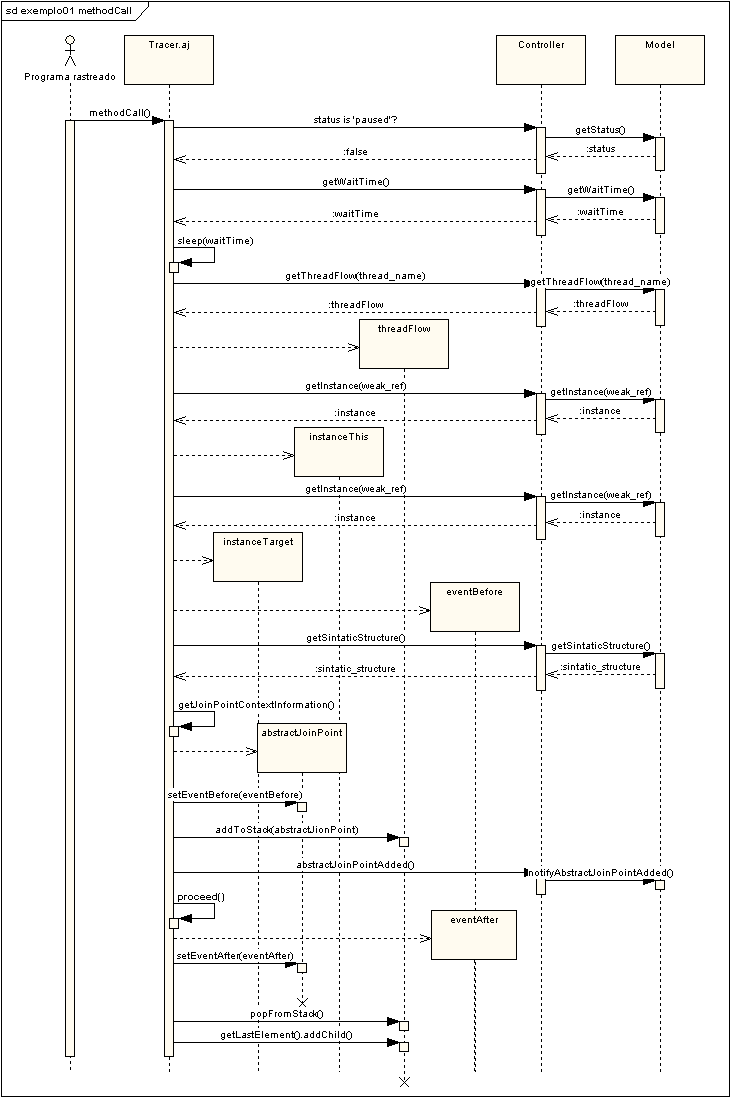 sd exemplo01 methodCall
Programa rastreado
Tracer.aj
Controller
Model
methodCall()
status is 'paused'?
getStatus()
:status
:false
getWaitTime()
getWaitTime()
:waitTime
:waitTime
sleep(waitTime)
getThreadFlow(thread_name)
getThreadFlow(thread_name)
:threadFlow
:threadFlow
threadFlow
getInstance(weak_ref)
getInstance(weak_ref)
:instance
:instance
instanceThis
getInstance(weak_ref)
getInstance(weak_ref)
:instance
:instance
instanceTarget
eventBefore
getSintaticStructure()
getSintaticStructure()
:sintatic_structure
:sintatic_structure
getJoinPointContextInformation()
abstractJoinPoint
setEventBefore(eventBefore)
addToStack(abstractJionPoint)
abstractJoinPointAdded()
notifyAbstractJoinPointAdded()
proceed()
eventAfter
setEventAfter(eventAfter)
popFromStack()
getLastElement().addChild()